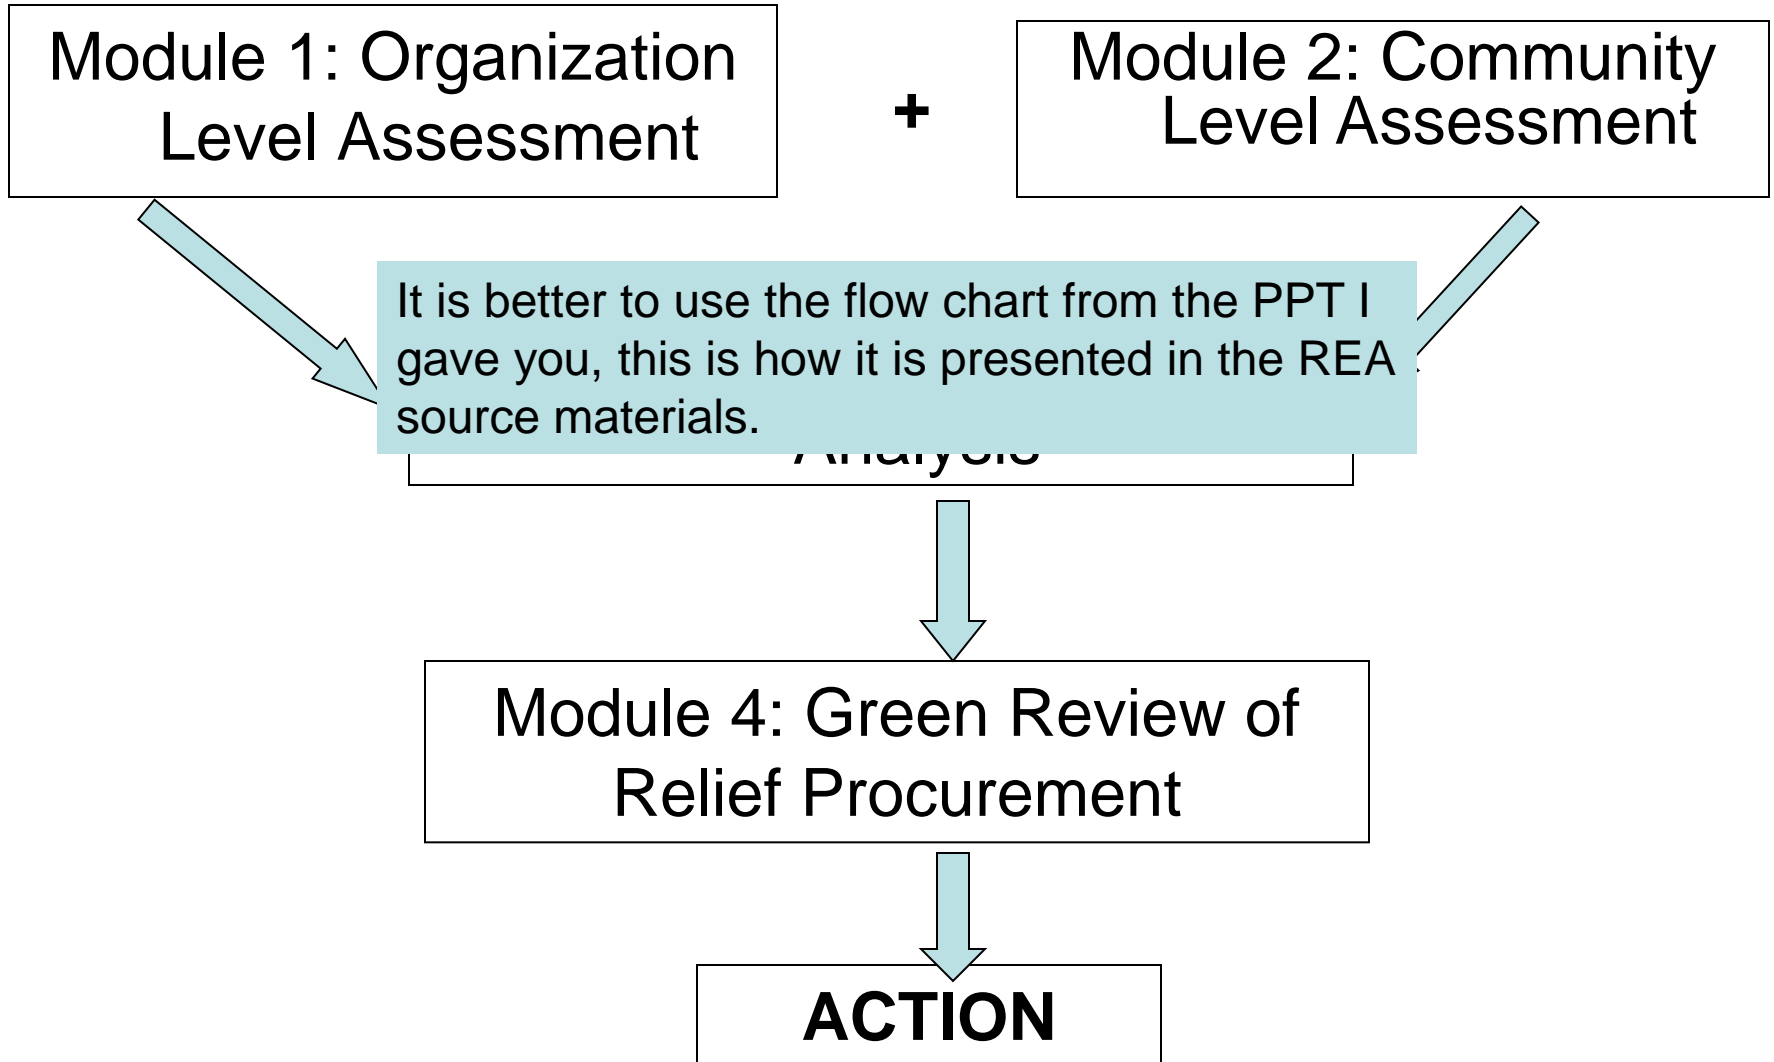 Module 1: Organization
Level Assessment
+
Module 2: Community
Level Assessment
It is better to use the flow chart from the PPT I
gave you, this is how it is presented in the REA
source materials.
Analysis
Module 4: Green Review of
Relief Procurement
ACTION